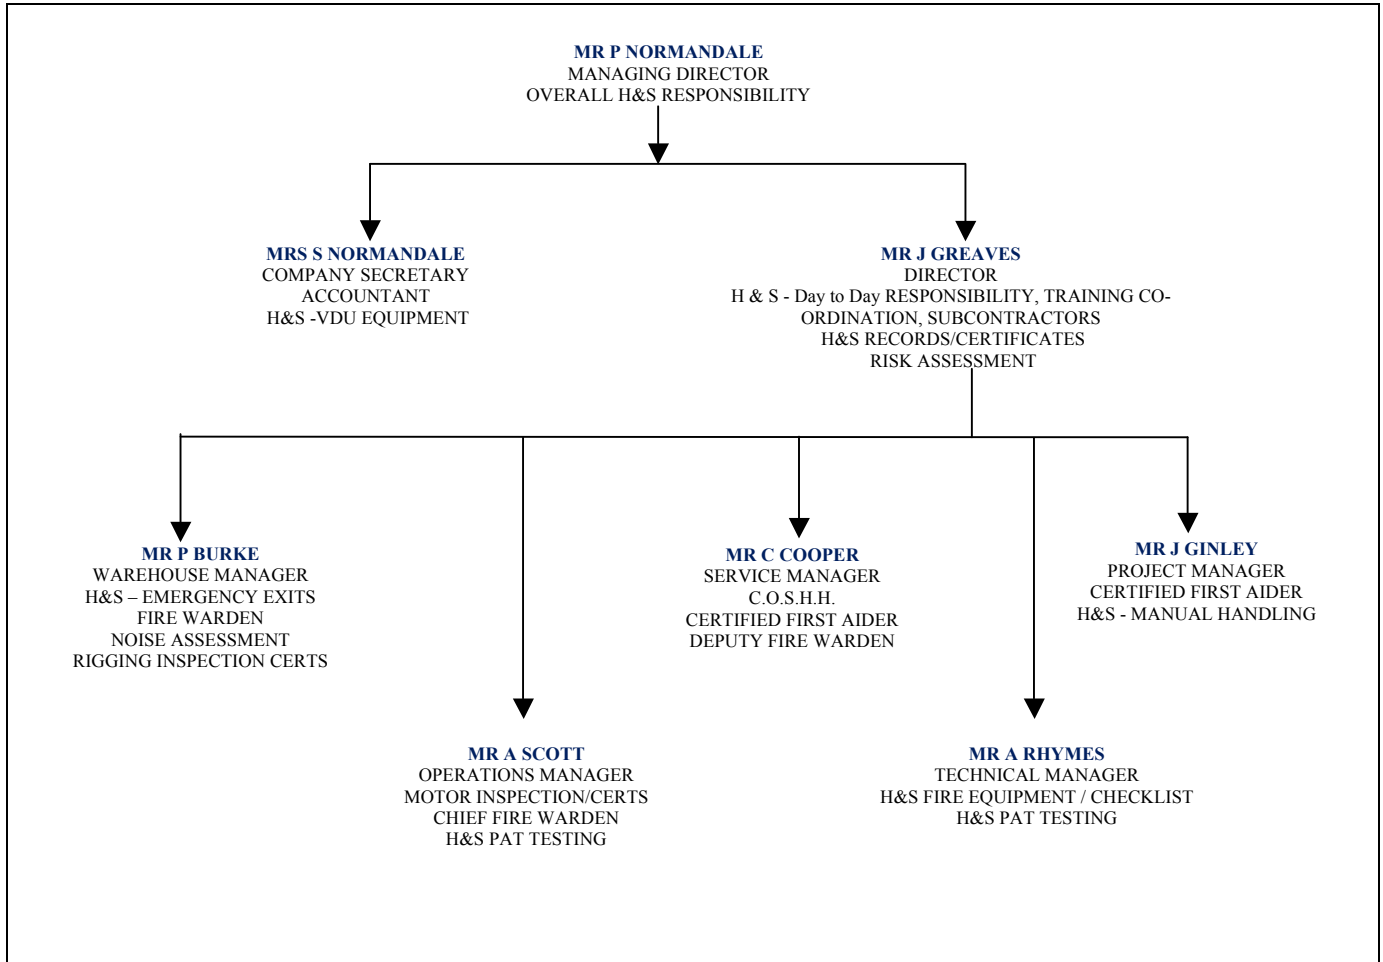 MR P NORMANDALE
MANAGING DIRECTOR
OVERALL H&S RESPONSIBILITY
MRS S NORMANDALE
COMPANY SECRETARY
ACCOUNTANT
H&S -VDU EQUIPMENT
MR J GREAVES
DIRECTOR
H & S - Day to Day RESPONSIBILITY, TRAINING CO-
ORDINATION, SUBCONTRACTORS
H&S RECORDS/CERTIFICATES
RISK ASSESSMENT
MR P BURKE
WAREHOUSE MANAGER
H&S – EMERGENCY EXITS
FIRE WARDEN
NOISE ASSESSMENT
RIGGING INSPECTION CERTS
MR C COOPER
SERVICE MANAGER
C.O.S.H.H.
CERTIFIED FIRST AIDER
DEPUTY FIRE WARDEN
MR J GINLEY
PROJECT MANAGER
CERTIFIED FIRST AIDER
H&S - MANUAL HANDLING
MR A SCOTT
OPERATIONS MANAGER
MOTOR INSPECTION/CERTS
CHIEF FIRE WARDEN
H&S PAT TESTING
MR A RHYMES
TECHNICAL MANAGER
H&S FIRE EQUIPMENT / CHECKLIST
H&S PAT TESTING